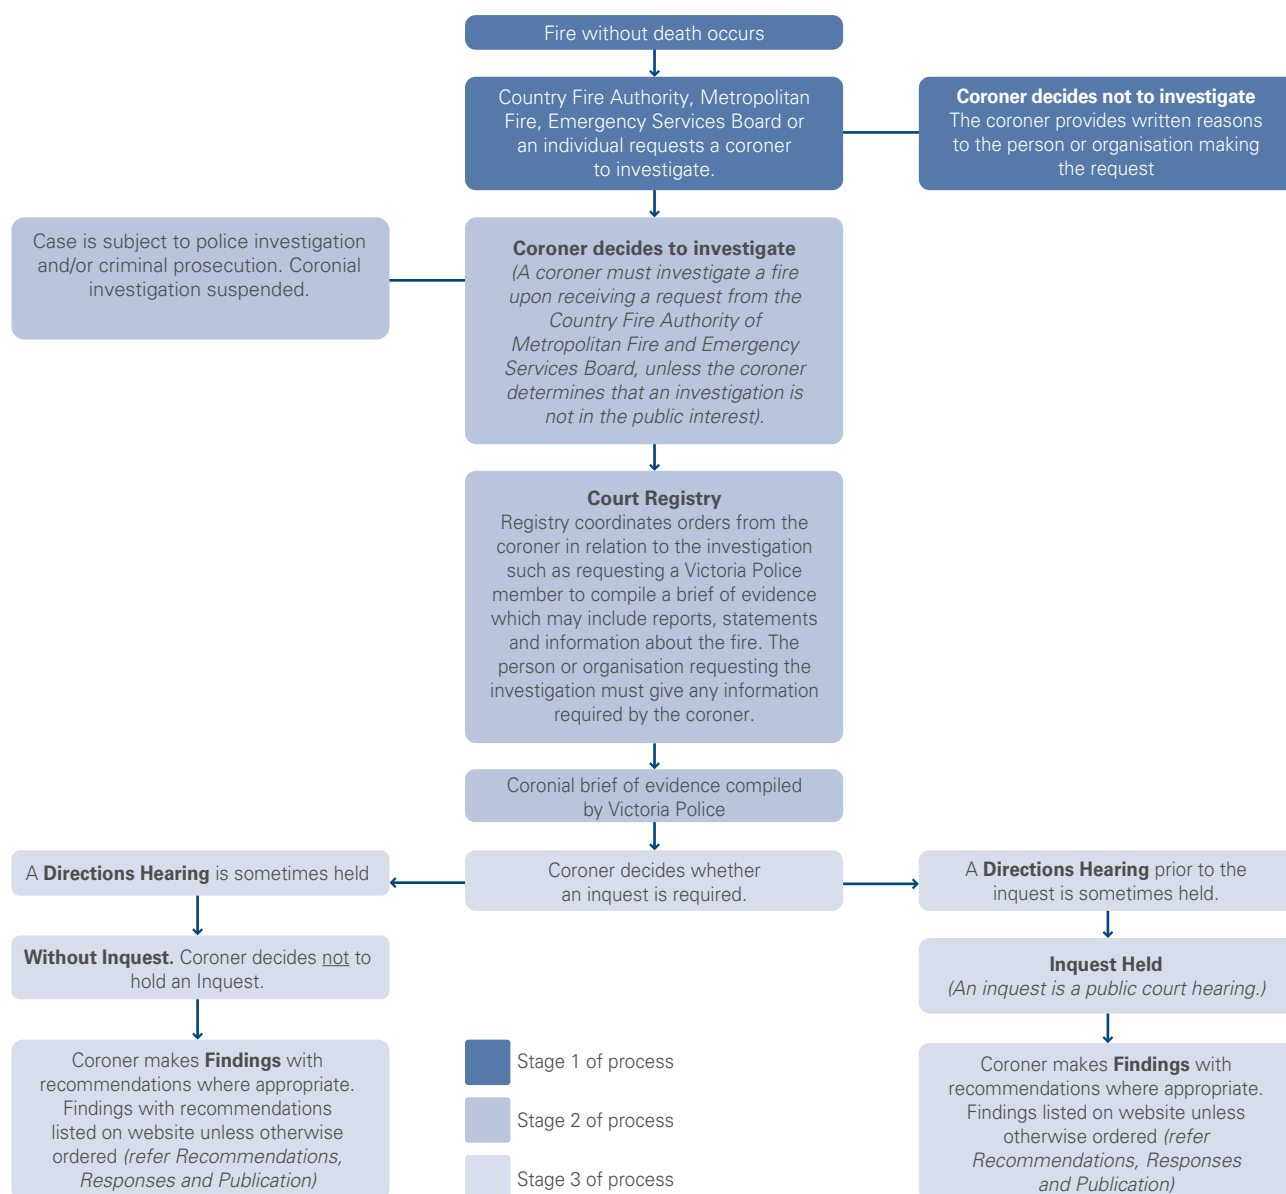 Fire without death occurs
Country Fire Authority, Metropolitan
Fire, Emergency Services Board or
an individual requests a coroner
to investigate.
Coroner decides not to investigate
The coroner provides written reasons
to the person or organisation making
the request
Case is subject to police investigation
and/or criminal prosecution. Coronial
investigation suspended.
Coroner decides to investigate
(A coroner must investigate a fire
upon receiving a request from the
Country Fire Authority of
Metropolitan Fire and Emergency
Services Board, unless the coroner
determines that an investigation is
not in the public interest).
Court Registry
Registry coordinates orders from the
coroner in relation to the investigation
such as requesting a Victoria Police
member to compile a brief of evidence
which may include reports, statements
and information about the fire. The
person or organisation requesting the
investigation must give any information
required by the coroner.
Coronial brief of evidence compiled
by Victoria Police
A Directions Hearing is sometimes held
Coroner decides whether
an inquest is required.
A Directions Hearing prior to the
inquest is sometimes held.
Without Inquest. Coroner decides not to
hold an Inquest.
Inquest Held
(An inquest is a public court hearing.)
Coroner makes Findings with
recommendations where appropriate.
Findings with recommendations
listed on website unless otherwise
ordered (refer Recommendations,
Responses and Publication)
Stage 1 of process
Stage 2 of process
Stage 3 of process
Coroner makes Findings with
recommendations where appropriate.
Findings listed on website unless
otherwise ordered (refer
Recommendations, Responses
and Publication)